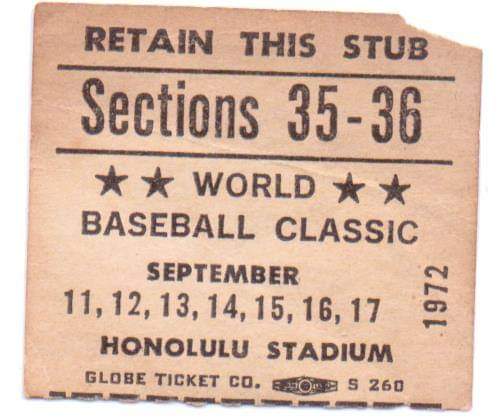 RETAIN THIS STUB
Sections 35-36
★ ★ WORLD ★ ★
BASEBALL CLASSIC
SEPTEMBER
11, 12, 13, 14, 15, 16, 17
1972
HONOLULU STADIUM
GLOBE TICKET CO. S 260